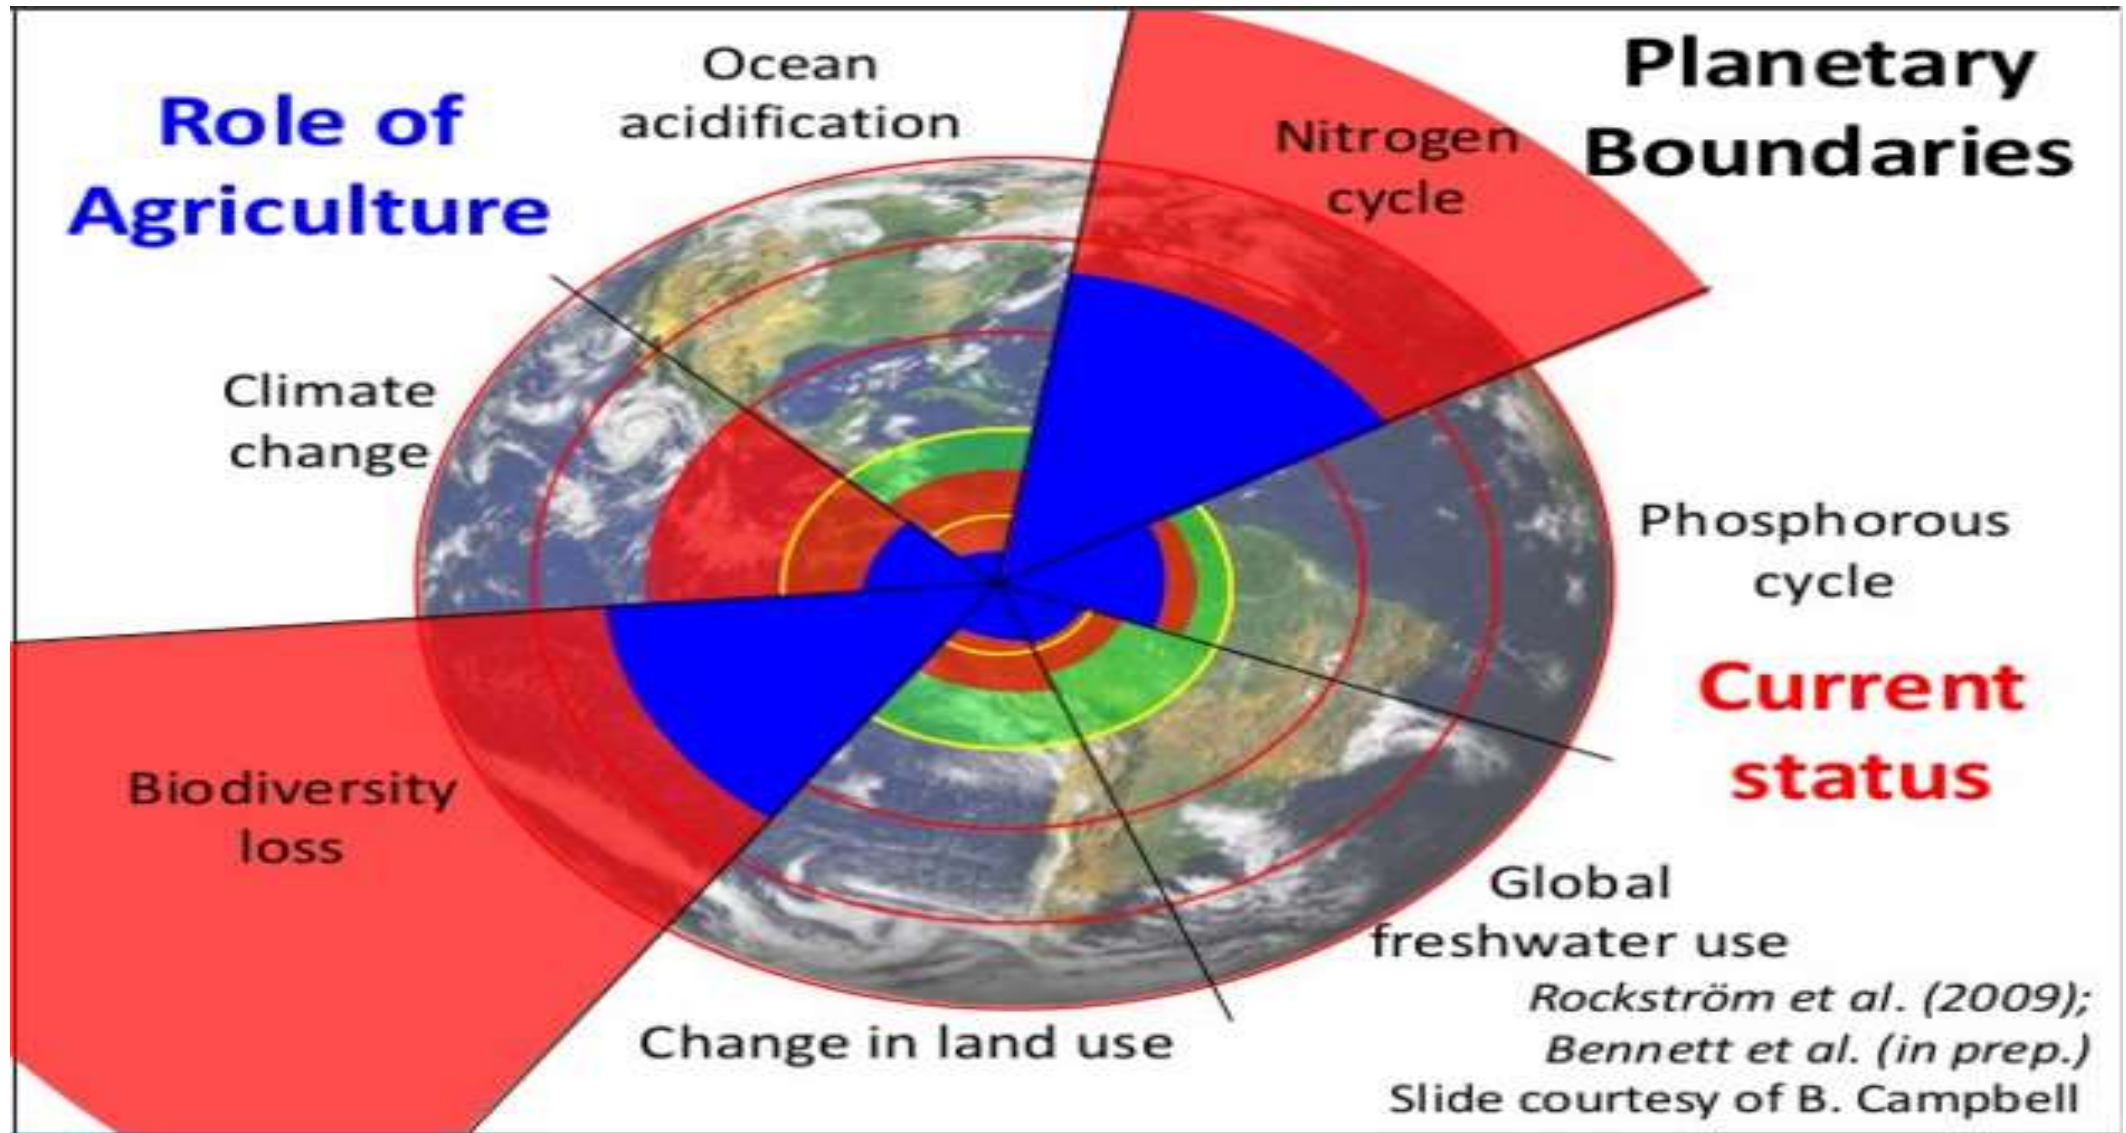 Planetary
Boundaries
Role of
Agriculture
Ocean
acidification
Nitrogen
cycle
Climate
change
Phosphorous
cycle
Current
status
Biodiversity
loss
Global
freshwater use
Change in land use
Rockström et al. (2009);
Bennett et al. (in prep.)
Slide courtesy of B. Campbell